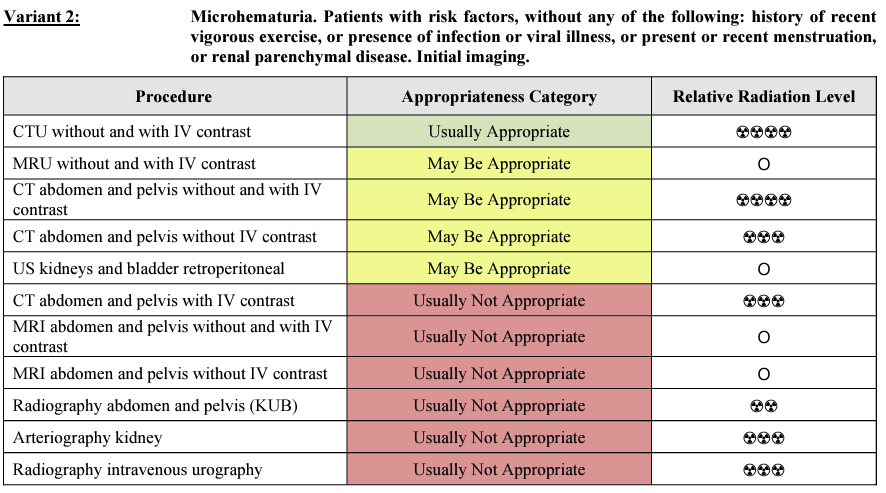 Variant 2: Microhematuria. Patients with risk factors, without any of the following: history of recent
vigorous exercise, or presence of infection or viral illness, or present or recent menstruation,
or renal parenchymal disease. Initial imaging.
Procedure Appropriateness Category Relative Radiation Level
CTU without and with IV contrast Usually Appropriate ☢☢☢☢
MRU without and with IV contrast May Be Appropriate O
CT abdomen and pelvis without and with IV
contrast May Be Appropriate ☢☢☢☢
CT abdomen and pelvis without IV contrast May Be Appropriate ☢☢☢
US kidneys and bladder retroperitoneal May Be Appropriate O
CT abdomen and pelvis with IV contrast Usually Not Appropriate ☢☢☢
MRI abdomen and pelvis without and with IV
contrast Usually Not Appropriate O
MRI abdomen and pelvis without IV contrast Usually Not Appropriate O
Radiography abdomen and pelvis (KUB) Usually Not Appropriate ☢☢
Arteriography kidney Usually Not Appropriate ☢☢☢
Radiography intravenous urography Usually Not Appropriate ☢☢☢